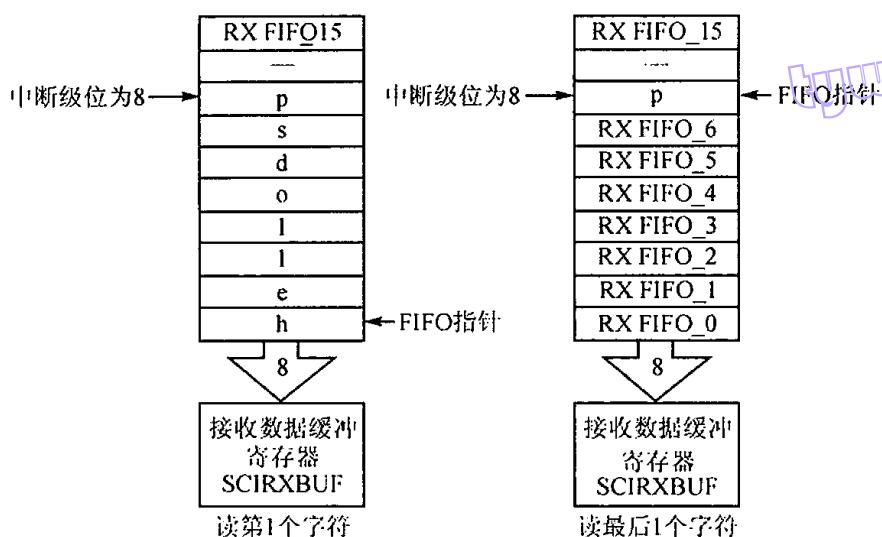 RX FIFO15
中断级位为8
p
s
d
o
l
l
e
h
FIFO指针
8
接收数据缓冲
寄存器
SCIRXBUF
读第1个字符
RX FIFO_15
中断级位为8
p
FIFO指针
RX FIFO_6
RX FIFO_5
RX FIFO_4
RX FIFO_3
RX FIFO_2
RX FIFO_1
RX FIFO_0
8
接收数据缓冲
寄存器
SCIRXBUF
读最后1个字符